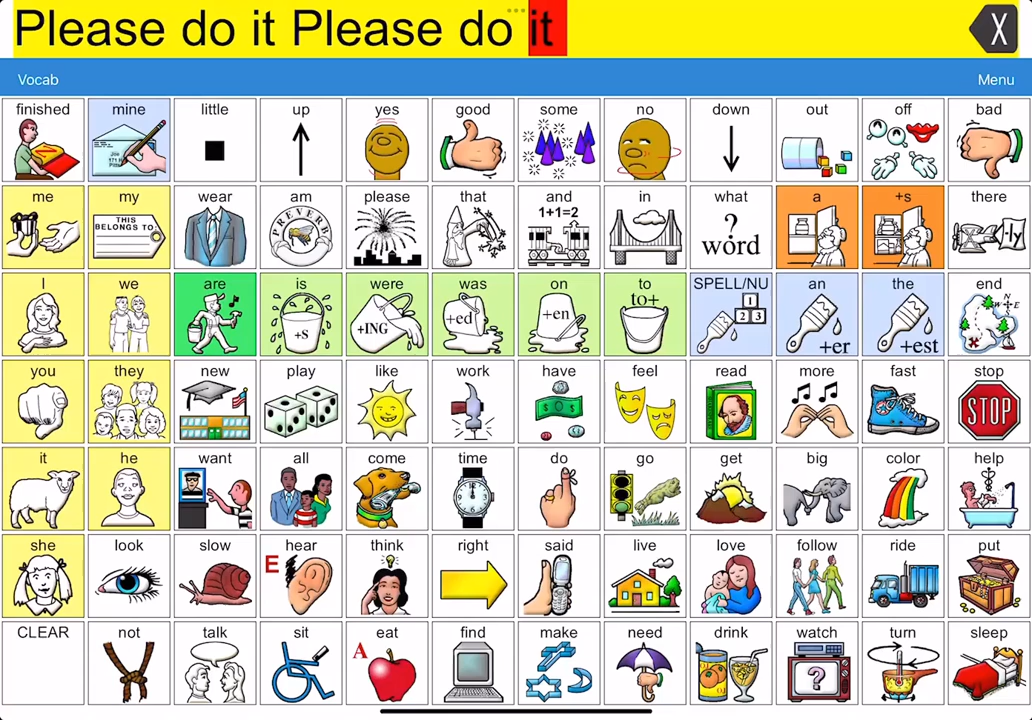 Please do it Please do it
X
Vocab
Menu
finished mine little up yes good some no down out off bad
me my wear am please that and in what a +s there
THIS BELONGS TO: PREVERB 1+1=2 ? word -ly
I we are is were was on to SPELL/NU an the end
+S +ING +ed +en to+ 1 2 3 +er +est N W E S X
you they new play like work have feel read more fast stop
STOP
it he want all come time do go get big color help
she look slow hear think right said live love follow ride put
E
CLEAR not talk sit eat find make need drink watch turn sleep
A OJ ?